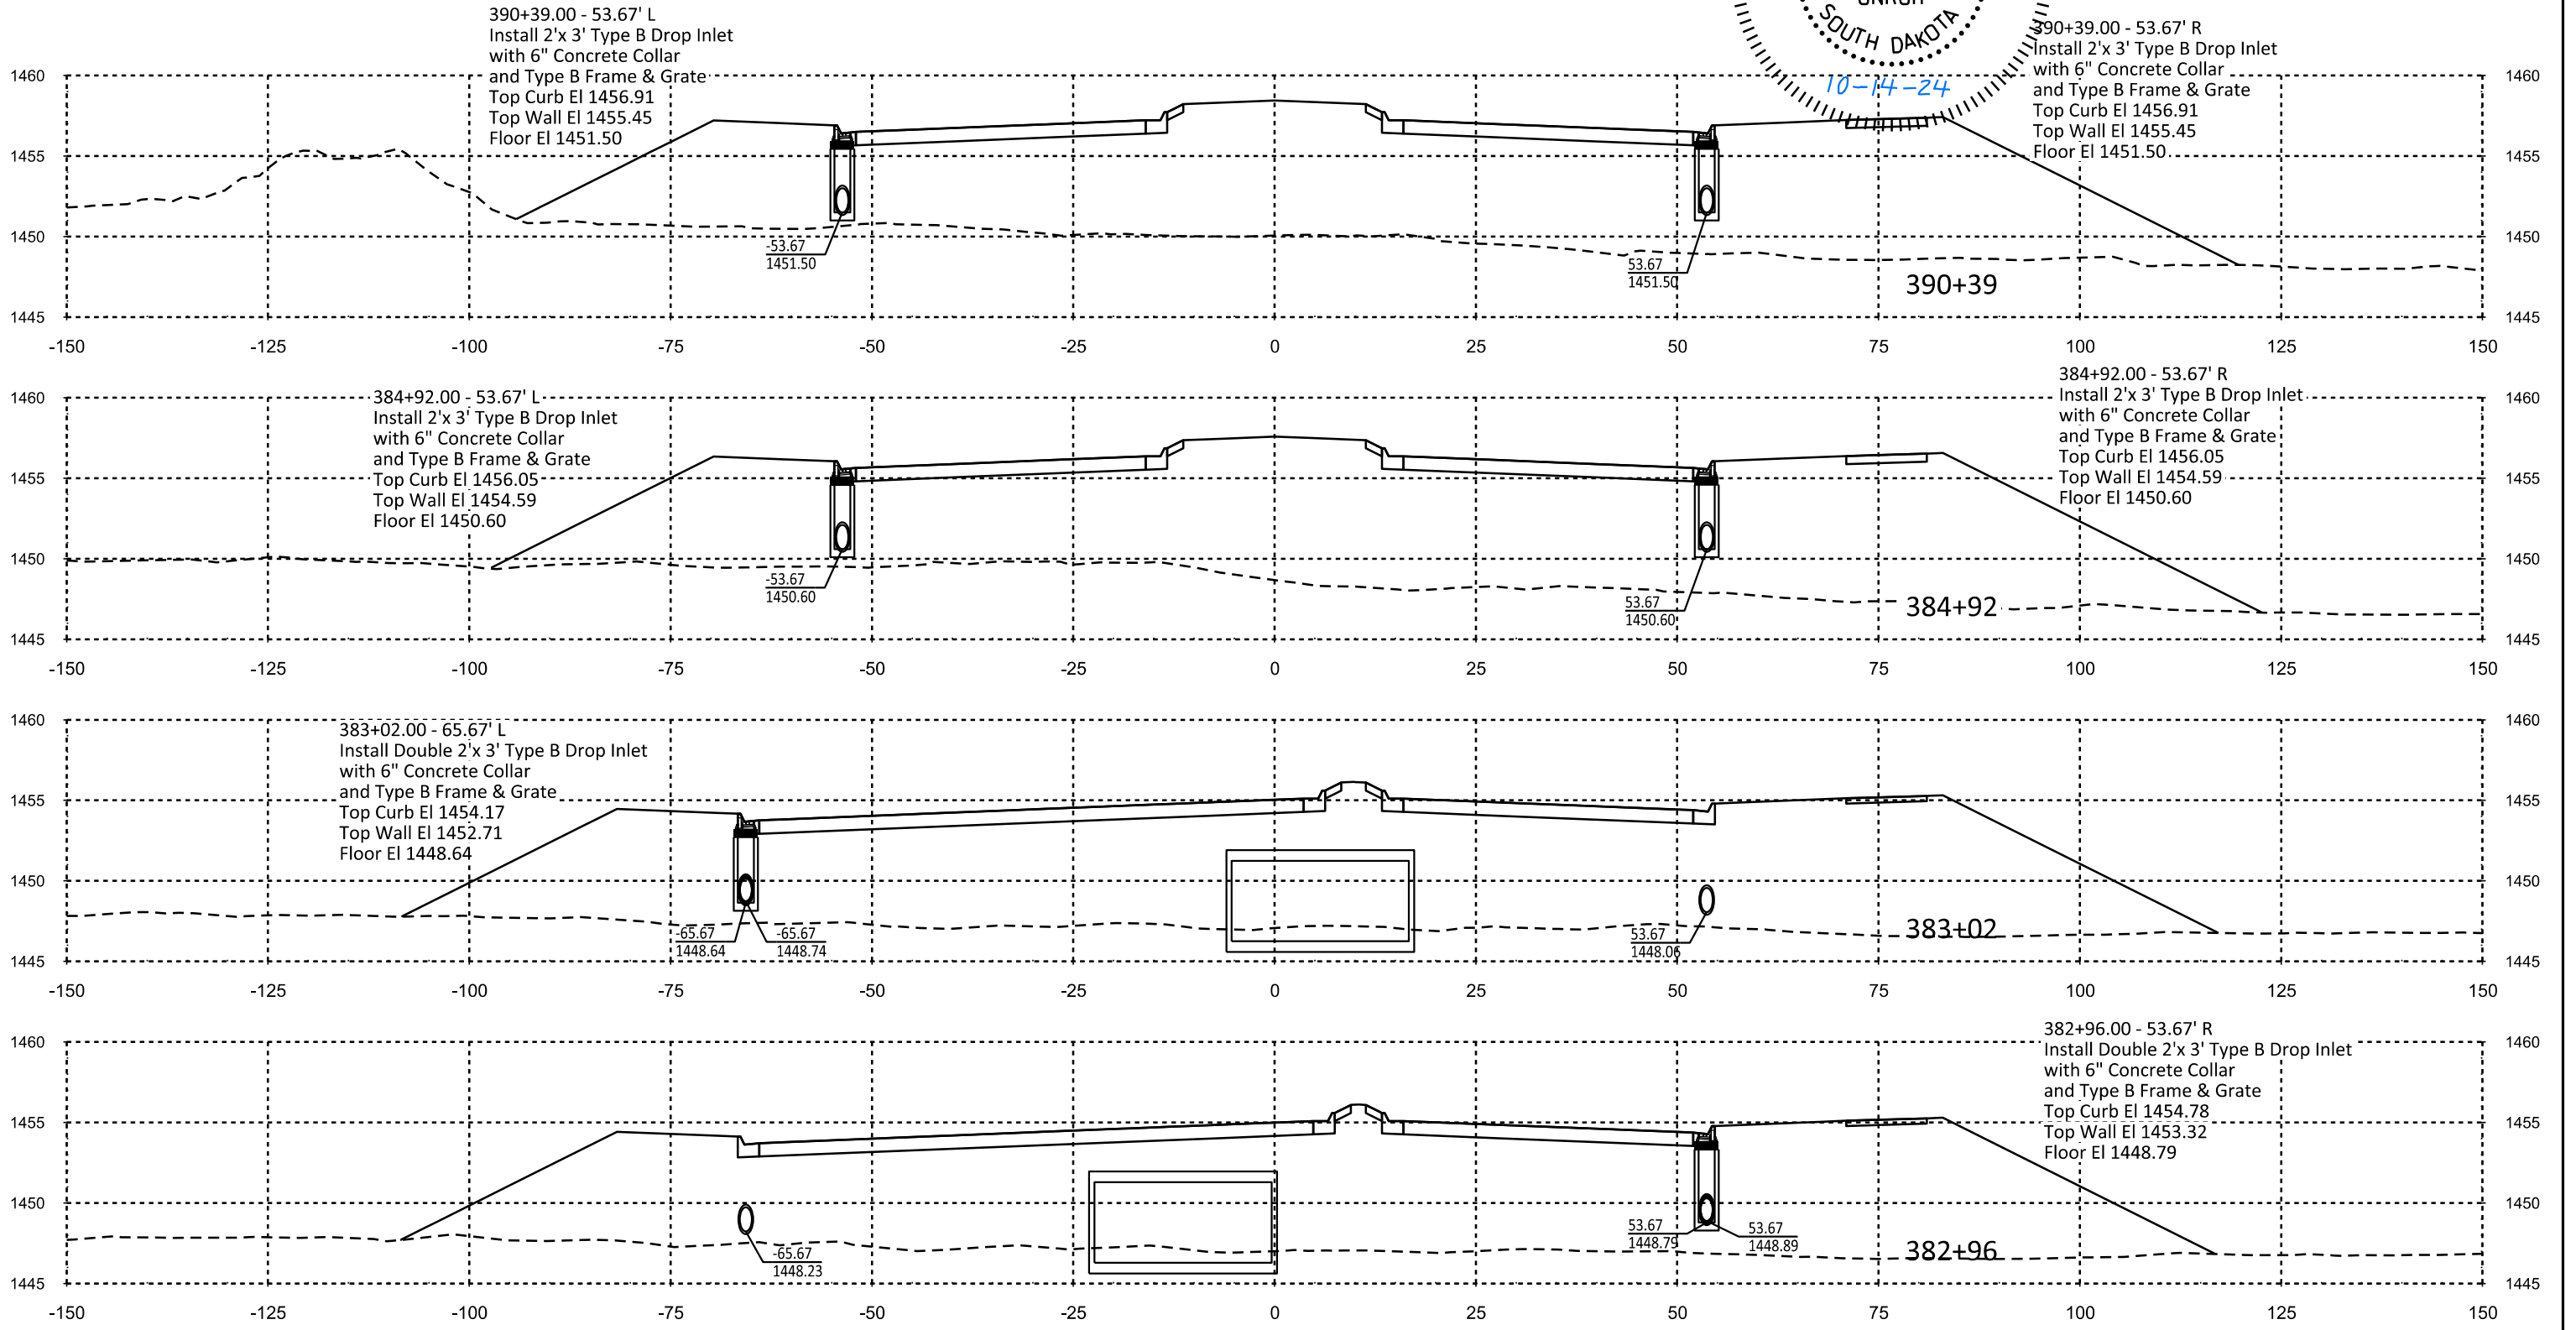 UNRUH
SOUTH DAKOTA
10-14-24
390+39.00 - 53.67' L
Install 2'x 3' Type B Drop Inlet
with 6" Concrete Collar
and Type B Frame & Grate
Top Curb El 1456.91
Top Wall El 1455.45
Floor El 1451.50
390+39.00 - 53.67' R
Install 2'x 3' Type B Drop Inlet
with 6" Concrete Collar
and Type B Frame & Grate
Top Curb El 1456.91
Top Wall El 1455.45
Floor El 1451.50
1460 1460
1455 1455
1450 1450
1445 1445
-53.67
1451.50
53.67
1451.50
390+39
-150 -125 -100 -75 -50 -25 0 25 50 75 100 125 150
384+92.00 - 53.67' L
Install 2'x 3' Type B Drop Inlet
with 6" Concrete Collar
and Type B Frame & Grate
Top Curb El 1456.05
Top Wall El 1454.59
Floor El 1450.60
384+92.00 - 53.67' R
Install 2'x 3' Type B Drop Inlet
with 6" Concrete Collar
and Type B Frame & Grate
Top Curb El 1456.05
Top Wall El 1454.59
Floor El 1450.60
1460 1460
1455 1455
1450 1450
1445 1445
-53.67
1450.60
53.67
1450.60
384+92
-150 -125 -100 -75 -50 -25 0 25 50 75 100 125 150
383+02.00 - 65.67' L
Install Double 2'x 3' Type B Drop Inlet
with 6" Concrete Collar
and Type B Frame & Grate
Top Curb El 1454.17
Top Wall El 1452.71
Floor El 1448.64
1460 1460
1455 1455
1450 1450
1445 1445
-65.67
1448.64
-65.67
1448.74
53.67
1448.06
383+02
-150 -125 -100 -75 -50 -25 0 25 50 75 100 125 150
382+96.00 - 53.67' R
Install Double 2'x 3' Type B Drop Inlet
with 6" Concrete Collar
and Type B Frame & Grate
Top Curb El 1454.78
Top Wall El 1453.32
Floor El 1448.79
1460 1460
1455 1455
1450 1450
1445 1445
-65.67
1448.23
53.67
1448.79
53.67
1448.89
382+96
-150 -125 -100 -75 -50 -25 0 25 50 75 100 125 150